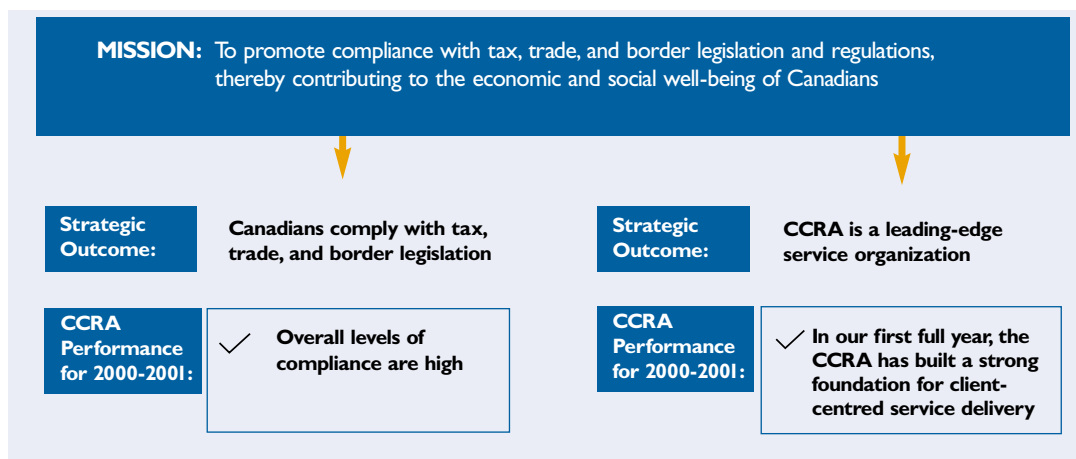 MISSION: To promote compliance with tax, trade, and border legislation and regulations,
thereby contributing to the economic and social well-being of Canadians
Strategic
Outcome:
Canadians comply with tax,
trade, and border legislation
CCRA
Performance
for 2000-2001:
Overall levels of
compliance are high
Strategic
Outcome:
CCRA is a leading-edge
service organization
CCRA
Performance
for 2000-2001:
In our first full year, the
CCRA has built a strong
foundation for client-
centred service delivery